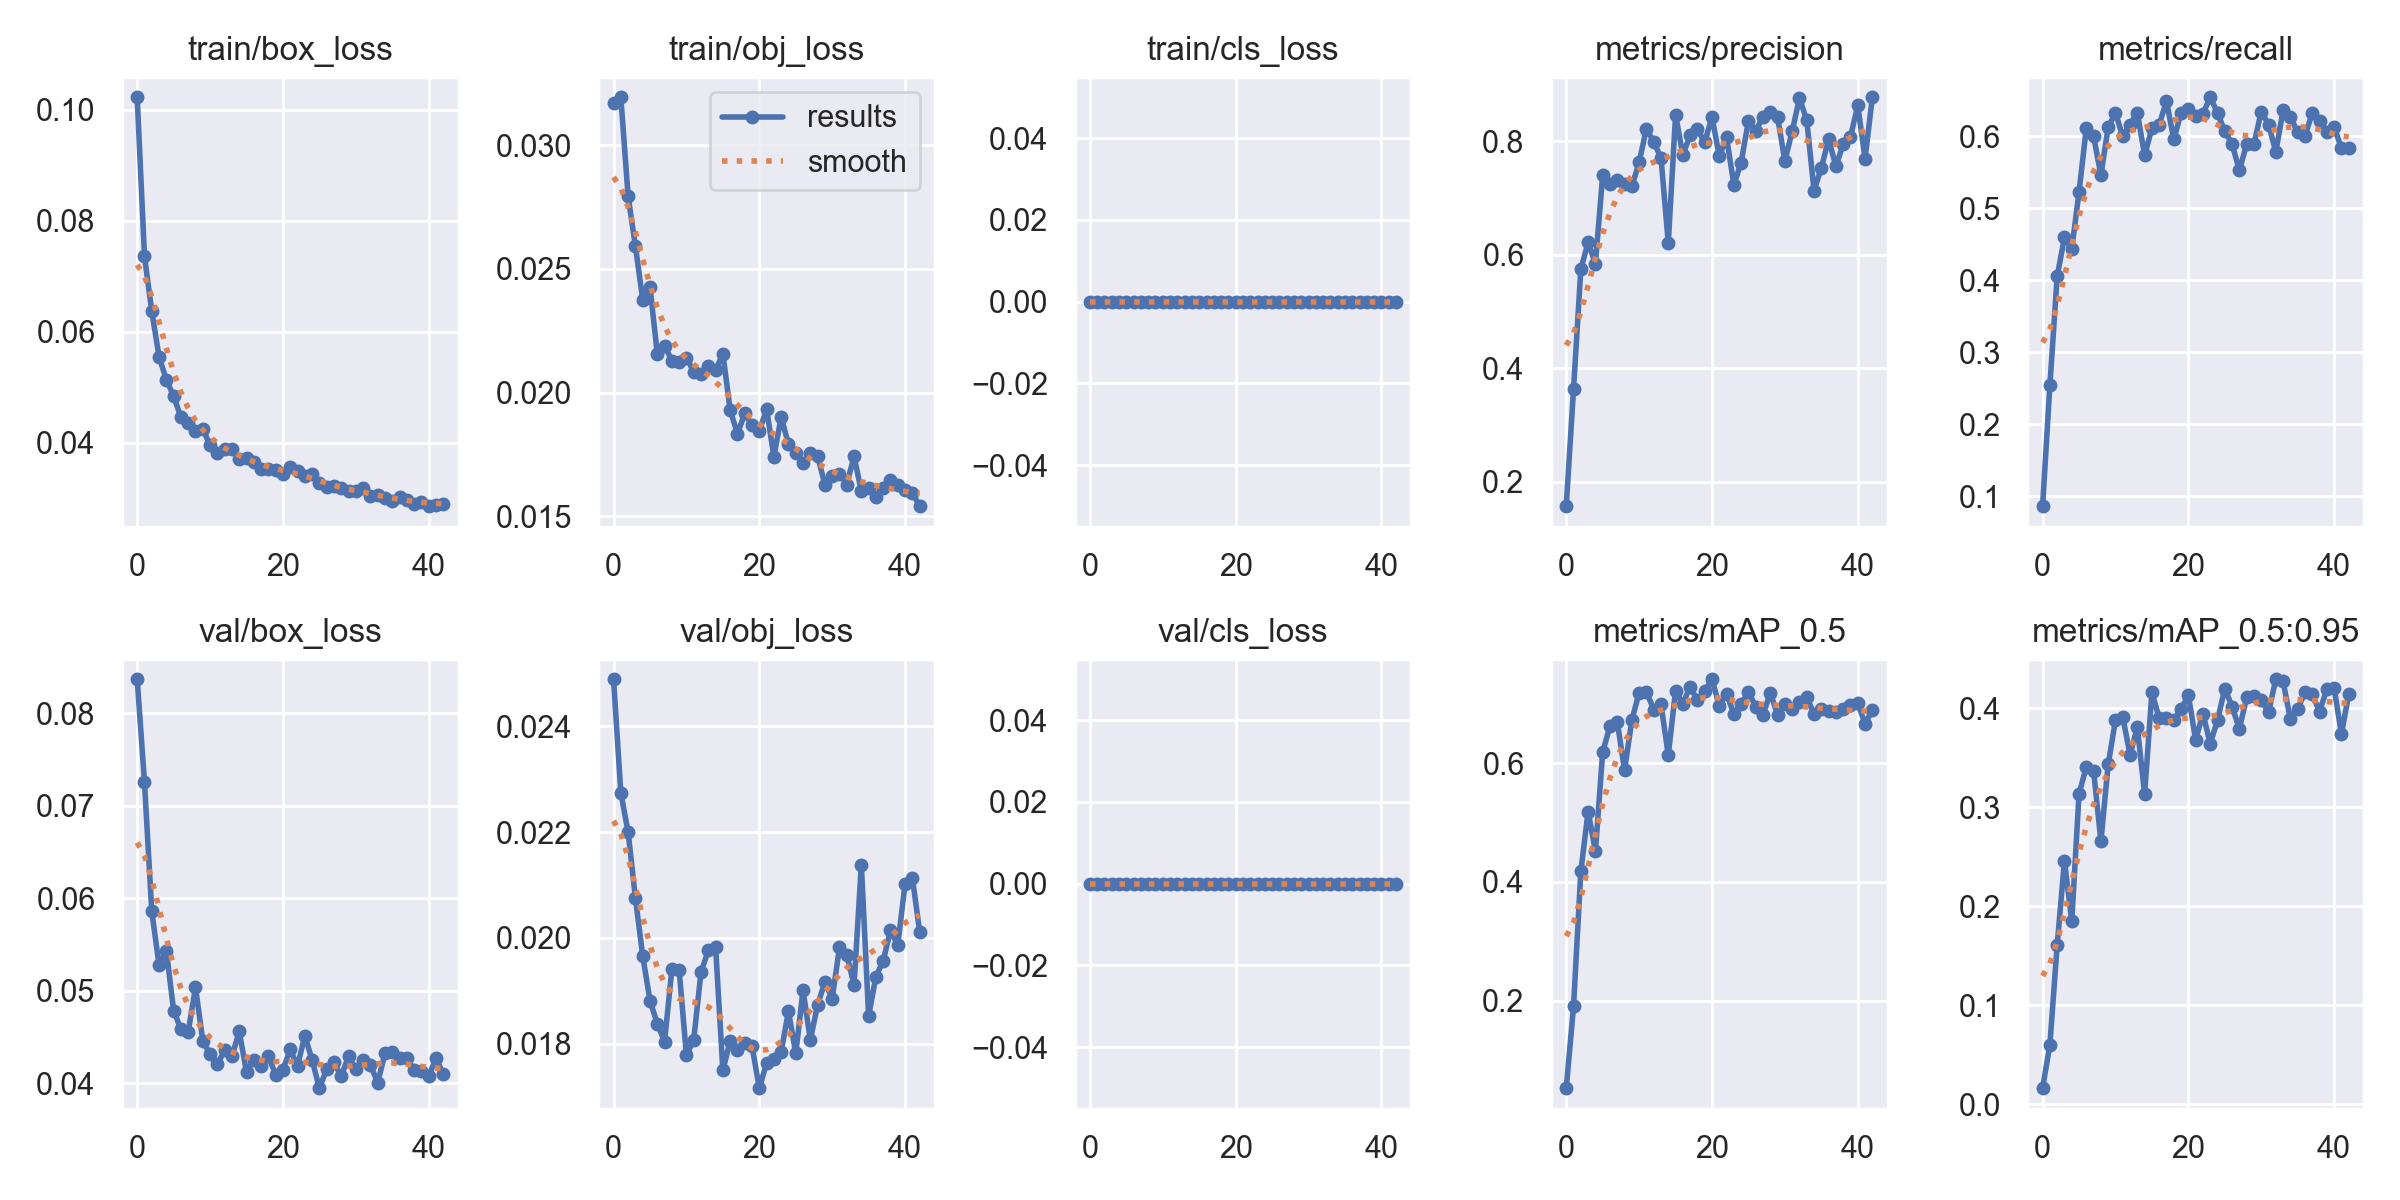 train/box_loss
0.10
0.08
0.06
0.04
0 20 40
train/obj_loss
results
smooth
0.030
0.025
0.020
0.015
0 20 40
train/cls_loss
0.04
0.02
0.00
−0.02
−0.04
0 20 40
metrics/precision
0.8
0.6
0.4
0.2
0 20 40
metrics/recall
0.6
0.5
0.4
0.3
0.2
0.1
0 20 40
val/box_loss
0.08
0.07
0.06
0.05
0.04
0 20 40
val/obj_loss
0.024
0.022
0.020
0.018
0 20 40
val/cls_loss
0.04
0.02
0.00
−0.02
−0.04
0 20 40
metrics/mAP_0.5
0.6
0.4
0.2
0 20 40
metrics/mAP_0.5:0.95
0.4
0.3
0.2
0.1
0.0
0 20 40